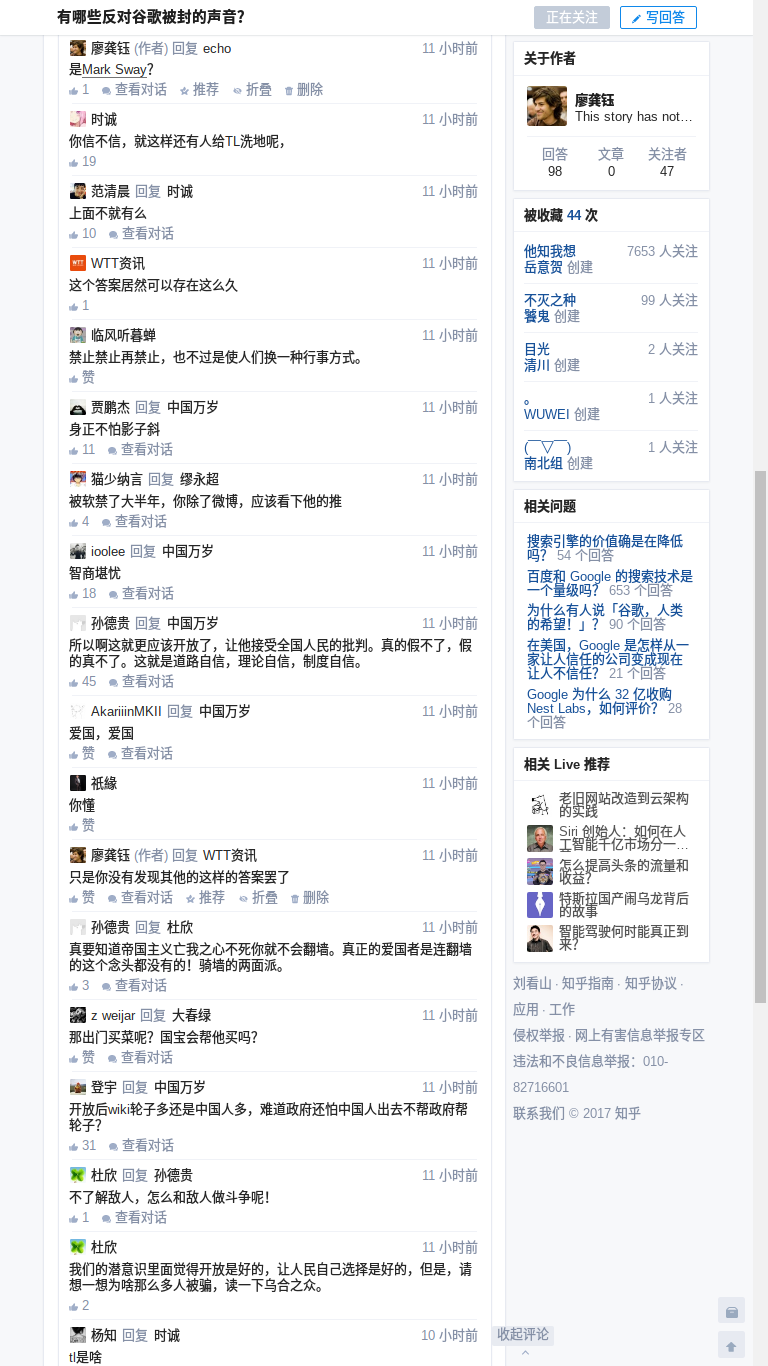 有哪些反对谷歌被封的声音?
正在关注
写回答
廖龚钰 (作者) 回复 echo 11 小时前
是Mark Sway?
1 查看对话 推荐 折叠 删除
时诚 11 小时前
你信不信，就这样还有人给TL洗地呢，
19
范清晨 回复 时诚 11 小时前
上面不就有么
10 查看对话
WTT资讯 11 小时前
这个答案居然可以存在这么久
1
临风听暮蝉 11 小时前
禁止禁止再禁止，也不过是使人们换一种行事方式。
赞
贾鹏杰 回复 中国万岁 11 小时前
身正不怕影子斜
11 查看对话
猫少纳言 回复 缪永超 11 小时前
被软禁了大半年，你除了微博，应该看下他的推
4 查看对话
ioolee 回复 中国万岁 11 小时前
智商堪忧
18 查看对话
孙德贵 回复 中国万岁 11 小时前
所以啊这就更应该开放了，让他接受全国人民的批判。真的假不了，假
的真不了。这就是道路自信，理论自信，制度自信。
45 查看对话
AkariiinMKII 回复 中国万岁 11 小时前
爱国，爱国
赞 查看对话
祇緣 11 小时前
你懂
赞
廖龚钰 (作者) 回复 WTT资讯 11 小时前
只是你没有发现其他的这样的答案罢了
赞 查看对话 推荐 折叠 删除
孙德贵 回复 杜欣 11 小时前
真要知道帝国主义亡我之心不死你就不会翻墙。真正的爱国者是连翻墙
的这个念头都没有的！骑墙的两面派。
3 查看对话
z weijar 回复 大春绿 11 小时前
那出门买菜呢？国宝会帮他买吗?
赞 查看对话
登宇 回复 中国万岁 11 小时前
开放后wiki轮子多还是中国人多，难道政府还怕中国人出去不帮政府帮
轮子？
31 查看对话
杜欣 回复 孙德贵 11 小时前
不了解敌人，怎么和敌人做斗争呢！
1 查看对话
杜欣 11 小时前
我们的潜意识里面觉得开放是好的，让人民自己选择是好的，但是，请
想一想为啥那么多人被骗，读一下乌合之众。
2
杨知 回复 时诚 10 小时前
tl是啥
收起评论
关于作者
廖龚钰
This story has not…
回答 文章 关注者
98 0 47
被收藏 44 次
他知我想 7653 人关注
岳意贺 创建
不灭之种 99 人关注
饕鬼 创建
目光 2 人关注
清川 创建
。 1 人关注
WUWEI 创建
(￣▽￣) 1 人关注
南北组 创建
相关问题
搜索引擎的价值确是在降低
吗? 54 个回答
百度和 Google 的搜索技术是
一个量级吗? 653 个回答
为什么有人说「谷歌，人类
的希望！」? 90 个回答
在美国，Google 是怎样从一
家让人信任的公司变成现在
让人不信任? 21 个回答
Google 为什么 32 亿收购
Nest Labs，如何评价? 28
个回答
相关 Live 推荐
老旧网站改造到云架构
的实践
Siri 创始人：如何在人
工智能千亿市场分一…
怎么提高头条的流量和
收益?
特斯拉国产闹乌龙背后
的故事
智能驾驶何时能真正到
来?
刘看山 · 知乎指南 · 知乎协议 ·
应用 · 工作
侵权举报 · 网上有害信息举报专区
违法和不良信息举报：010-
82716601
联系我们 © 2017 知乎